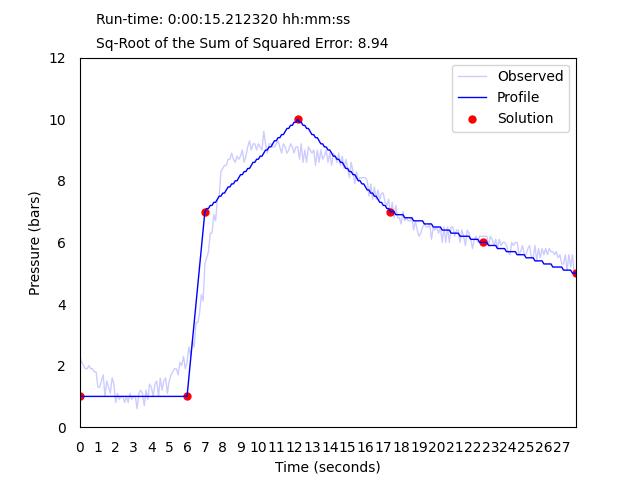 Run-time: 0:00:15.212320 hh:mm:ss
Sq-Root of the Sum of Squared Error: 8.94
12
10
8
6
4
2
0
Pressure (bars)
Observed
Profile
Solution
0 1 2 3 4 5 6 7 8 9 10 11 12 13 14 15 16 17 18 19 20 21 22 23 24 25 26 27
Time (seconds)